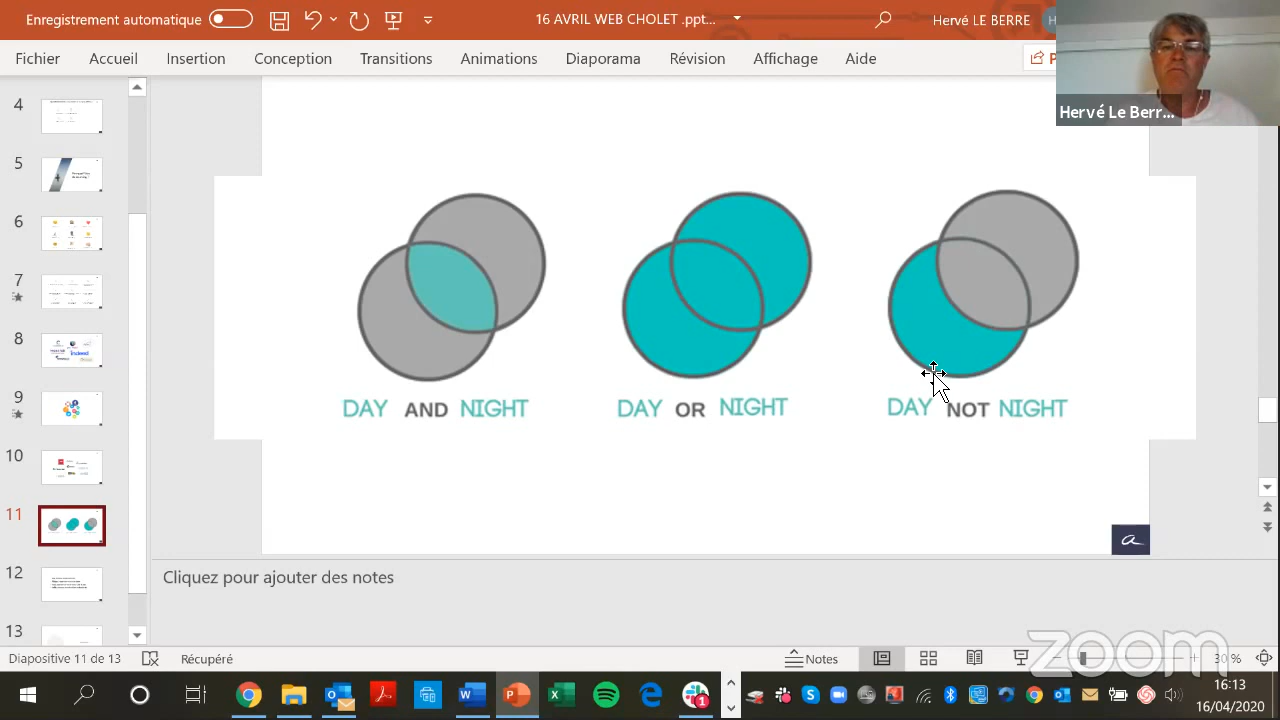 Enregistrement automatique
16 AVRIL WEB CHOLET .ppt...
Hervé LE BERRE
Fichier Accueil Insertion Conception Transitions Animations Diaporama Révision Affichage Aide
Hervé Le Berr...
4
5
6
7
8
indeed
9
10
11
12
13
DAY AND NIGHT
DAY OR NIGHT
DAY NOT NIGHT
a
Cliquez pour ajouter des notes
zoom
Diapositive 11 de 13 Récupéré Notes 30 %
1
16:13
16/04/2020